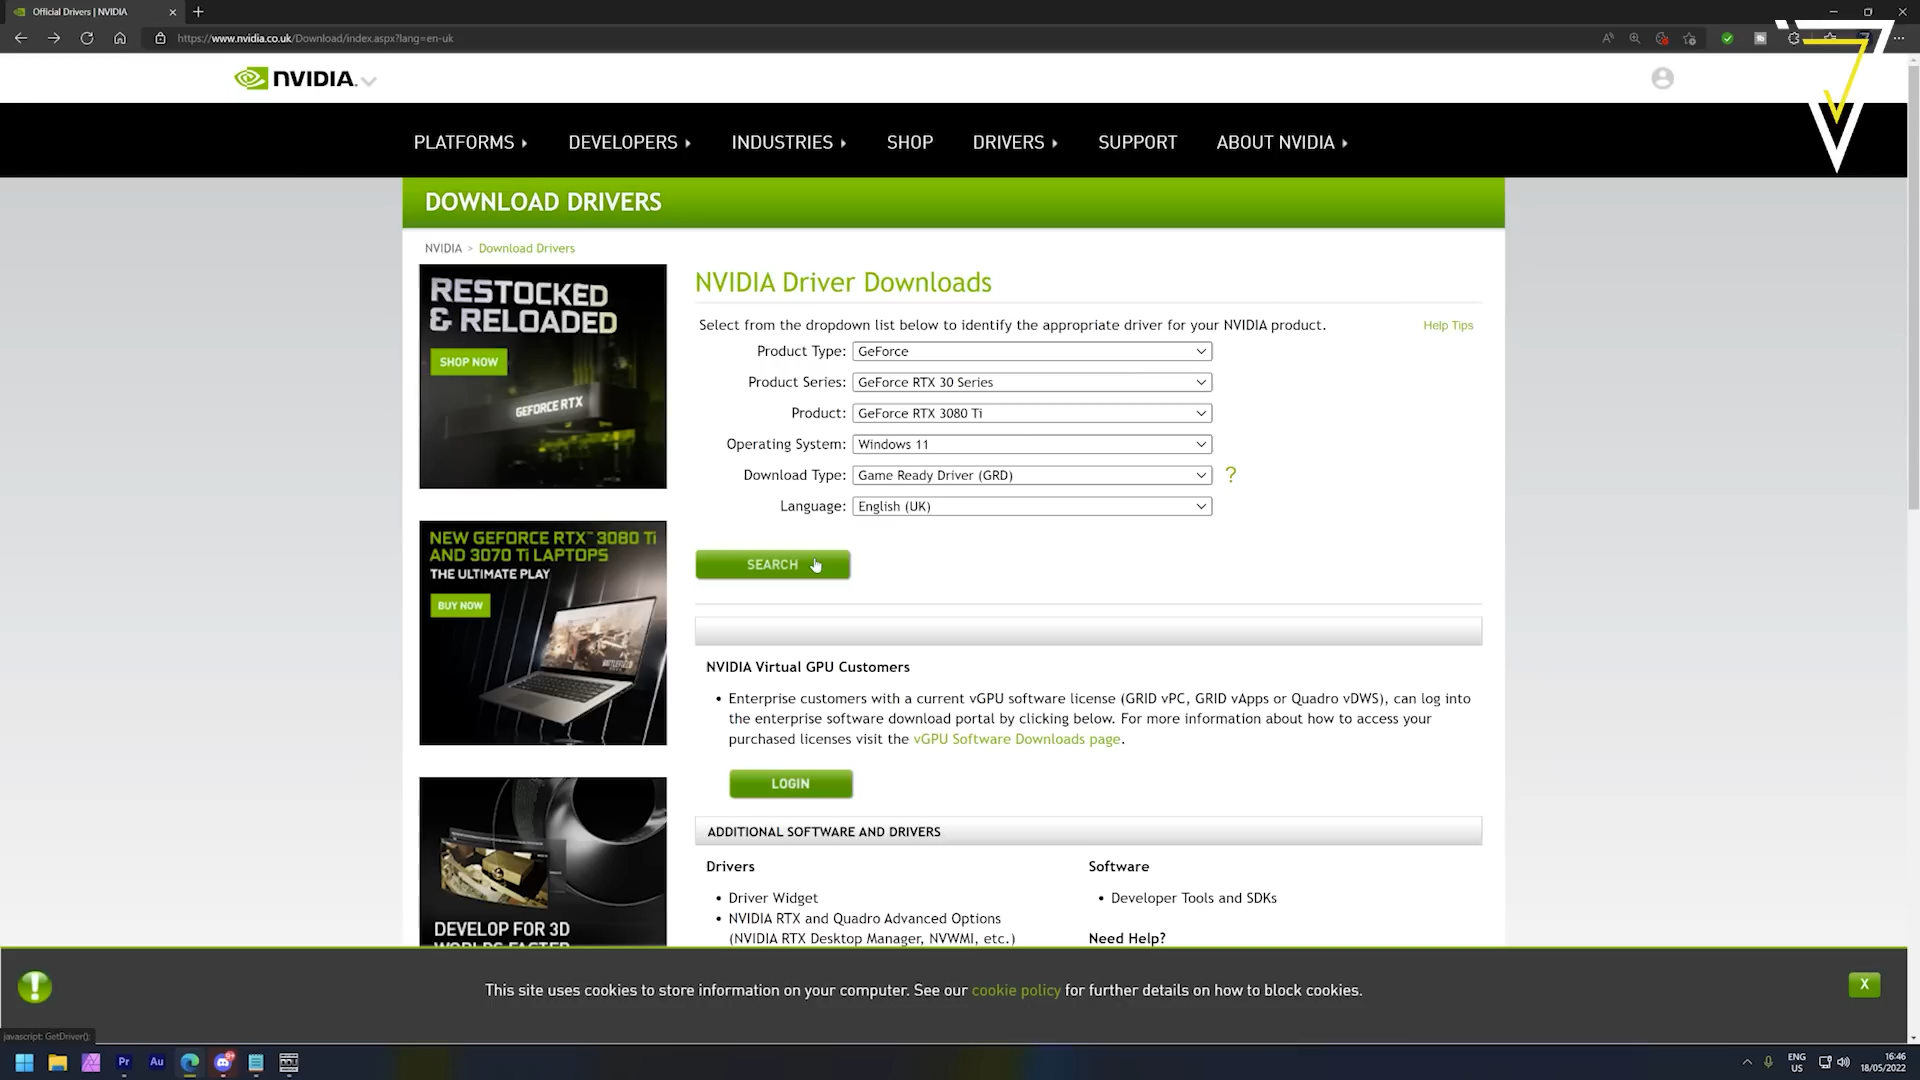 Official Drivers | NVIDIA
https://www.nvidia.co.uk/Download/index.aspx?lang=en-uk
NVIDIA.
PLATFORMS
DEVELOPERS
INDUSTRIES
SHOP
DRIVERS
SUPPORT
ABOUT NVIDIA
DOWNLOAD DRIVERS
NVIDIA > Download Drivers
RESTOCKED
& RELOADED
SHOP NOW
GEFORCE RTX
NEW GEFORCE RTX™ 3080 Ti
AND 3070 Ti LAPTOPS
THE ULTIMATE PLAY
BUY NOW
DEVELOP FOR 3D
WORLDS FASTER
NVIDIA Driver Downloads
Select from the dropdown list below to identify the appropriate driver for your NVIDIA product.
Help Tips
Product Type: GeForce
Product Series: GeForce RTX 30 Series
Product: GeForce RTX 3080 Ti
Operating System: Windows 11
Download Type: Game Ready Driver (GRD) ?
Language: English (UK)
SEARCH
NVIDIA Virtual GPU Customers
• Enterprise customers with a current vGPU software license (GRID vPC, GRID vApps or Quadro vDWS), can log into
the enterprise software download portal by clicking below. For more information about how to access your
purchased licenses visit the vGPU Software Downloads page.
LOGIN
ADDITIONAL SOFTWARE AND DRIVERS
Drivers
• Driver Widget
• NVIDIA RTX and Quadro Advanced Options
(NVIDIA RTX Desktop Manager, NVWMI, etc.)
Software
• Developer Tools and SDKs
Need Help?
This site uses cookies to store information on your computer. See our cookie policy for further details on how to block cookies.
X
javascript: GetDriver();
Pr
Au
ENG
US
16:46
18/05/2022